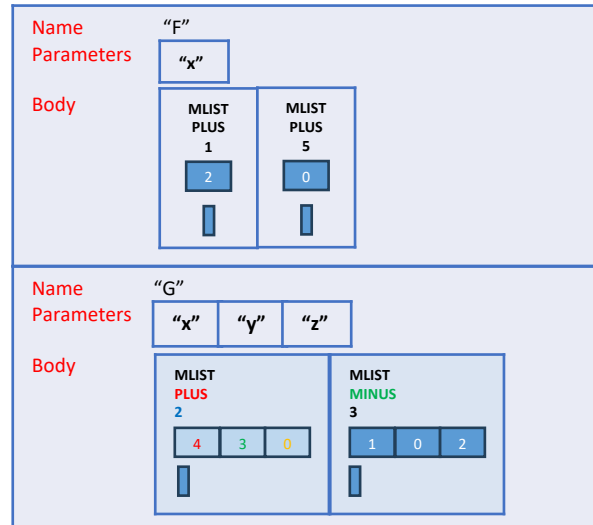 Name “F”
Parameters “x”
Body
MLIST MLIST
PLUS PLUS
1 5
2 0
Name “G”
Parameters “x” “y” “z”
Body
MLIST MLIST
PLUS MINUS
2 3
4 3 0 1 0 2